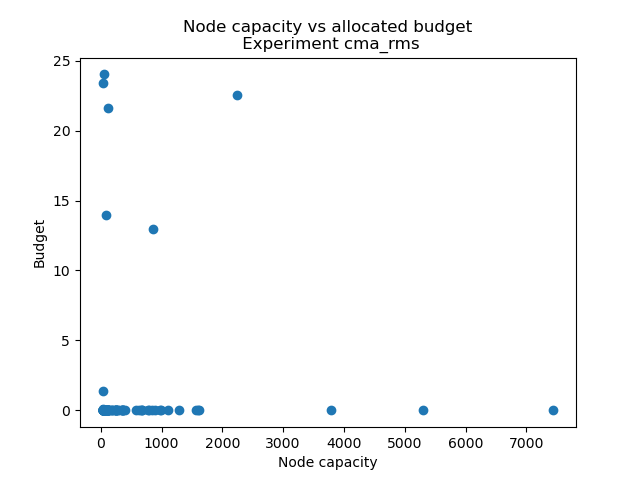 Node capacity vs allocated budget
Experiment cma_rms
25
20
15
10
5
0
Budget
0 1000 2000 3000 4000 5000 6000 7000
Node capacity